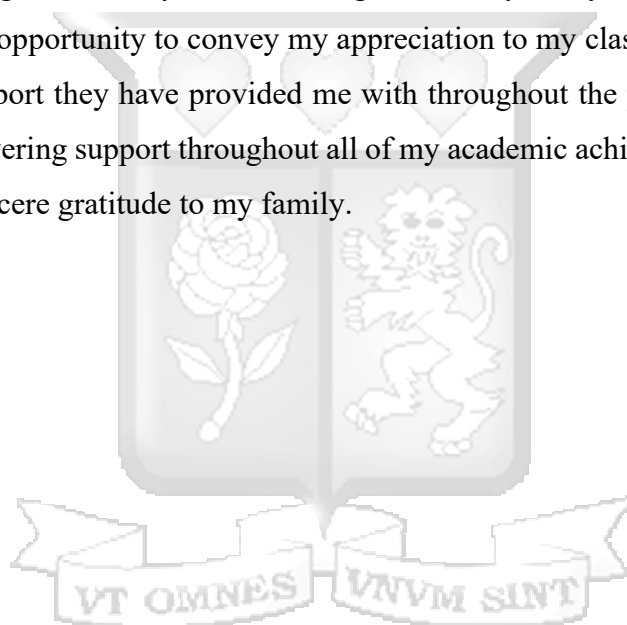 opportunity to convey my appreciation to my clas
port they have provided me with throughout the
ering support throughout all of my academic achi
cere gratitude to my family.
VT OMNES VNVM SINT